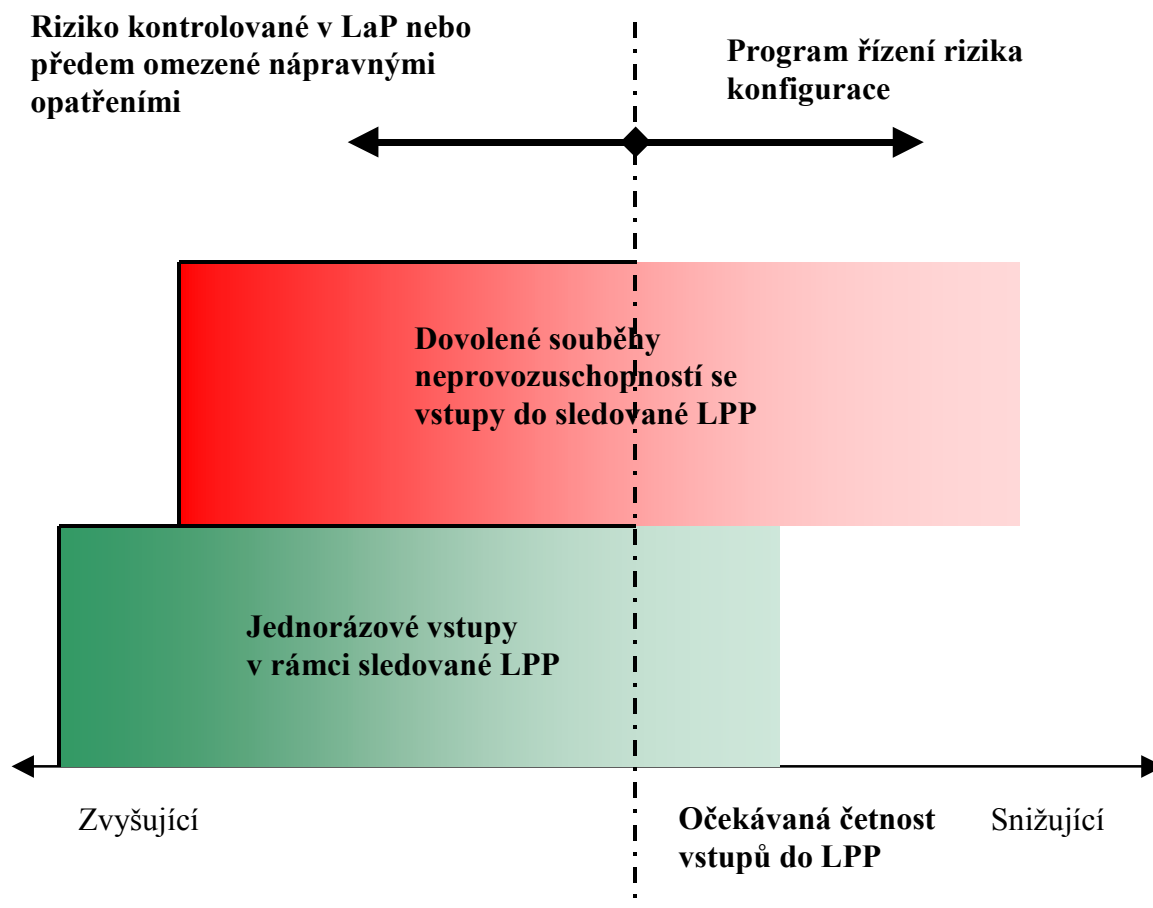 Riziko kontrolované v LaP nebo
předem omezené nápravnými
opatřeními
Program řízení rizika
konfigurace
Dovolené souběhy
neprovozuschopností se
vstupy do sledované LPP
Jednorázové vstupy
v rámci sledované LPP
Zvyšující
Očekávaná četnost
vstupů do LPP
Snižující